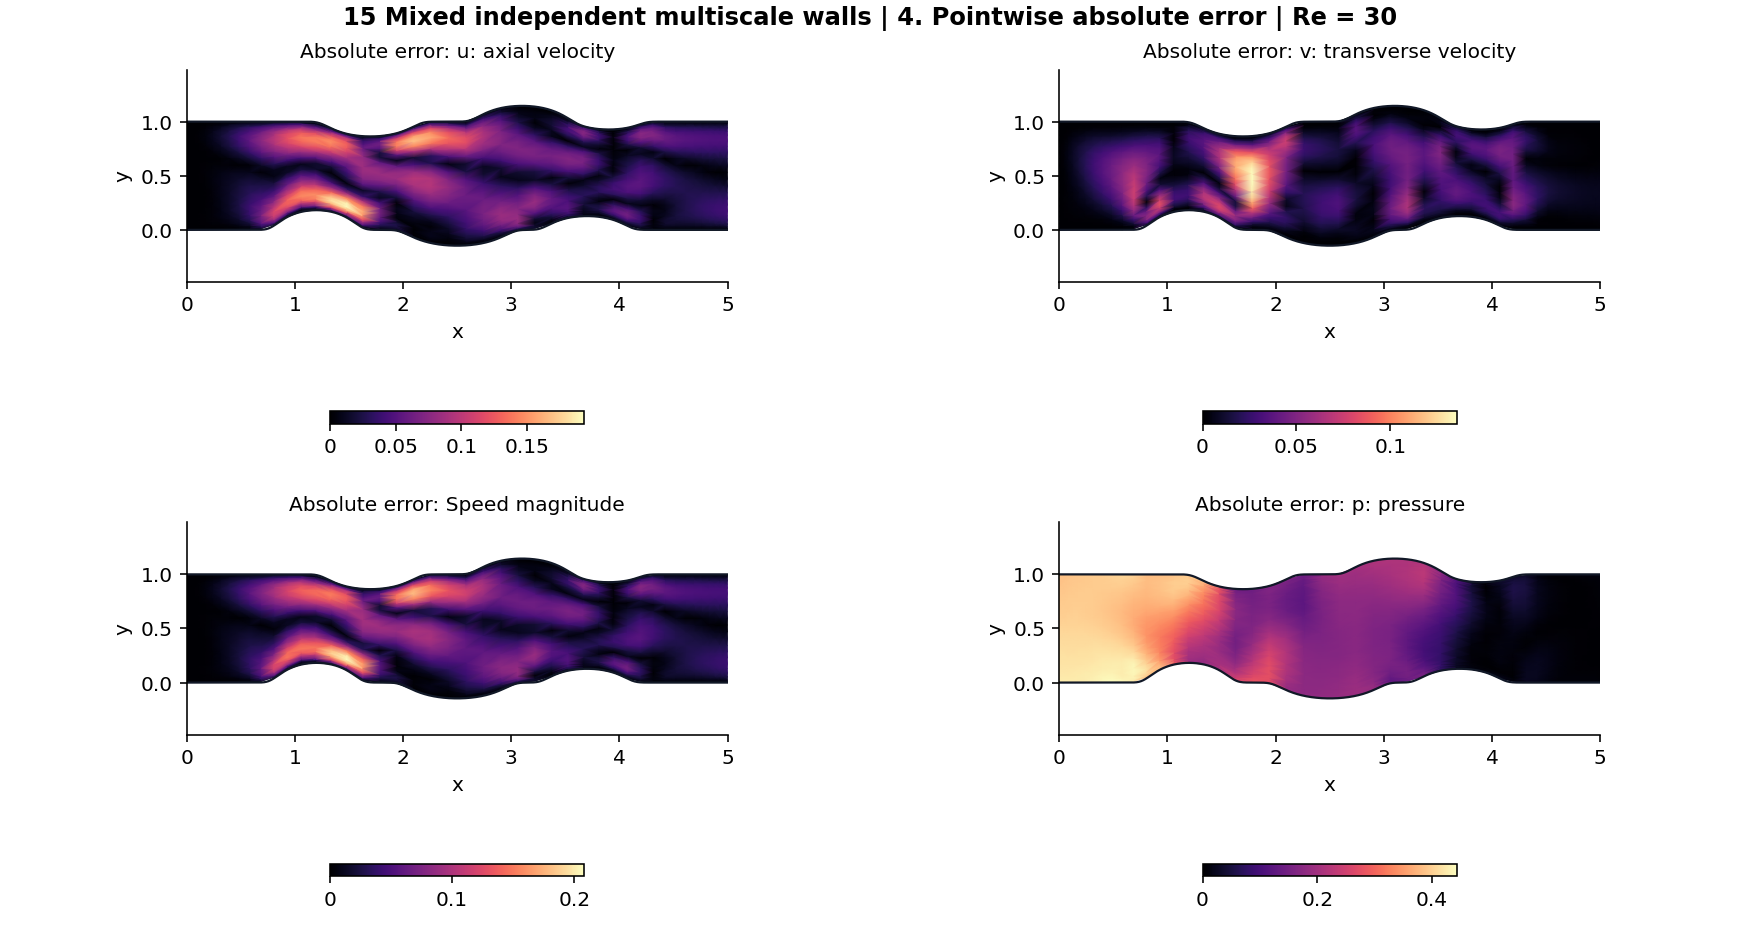 15 Mixed independent multiscale walls | 4. Pointwise absolute error | Re = 30
Absolute error: u: axial velocity
1.0
0.5
0.0
y
0 1 2 3 4 5
x
0 0.05 0.1 0.15
Absolute error: v: transverse velocity
1.0
0.5
0.0
y
0 1 2 3 4 5
x
0 0.05 0.1
Absolute error: Speed magnitude
1.0
0.5
0.0
y
0 1 2 3 4 5
x
0 0.1 0.2
Absolute error: p: pressure
1.0
0.5
0.0
y
0 1 2 3 4 5
x
0 0.2 0.4